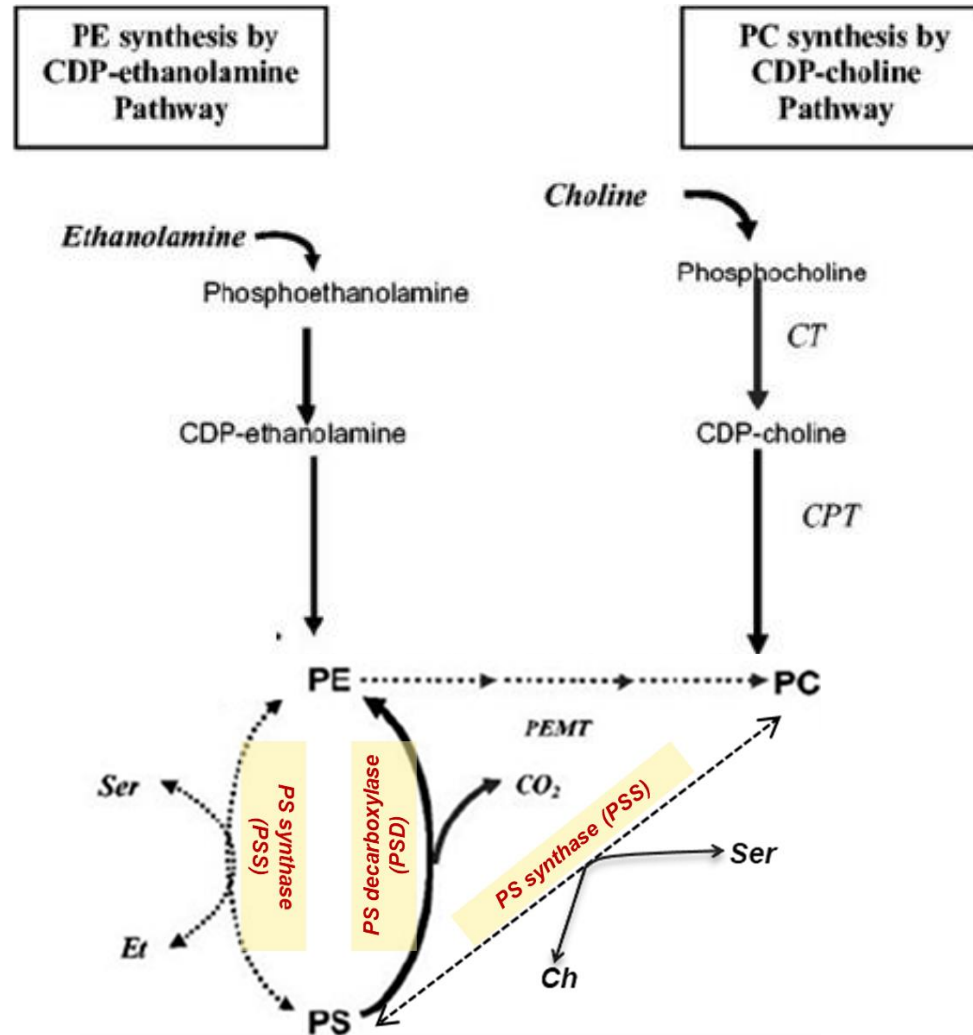 PE synthesis by
CDP-ethanolamine
Pathway
PC synthesis by
CDP-choline
Pathway
Choline
Ethanolamine
Phosphocholine
Phosphoethanolamine
CT
CDP-ethanolamine
CDP-choline
CPT
PE
PC
PEMT
Ser
PS synthase
(PSS)
PS decarboxylase
(PSD)
CO₂
PS synthase (PSS)
Ser
Et
Ch
PS